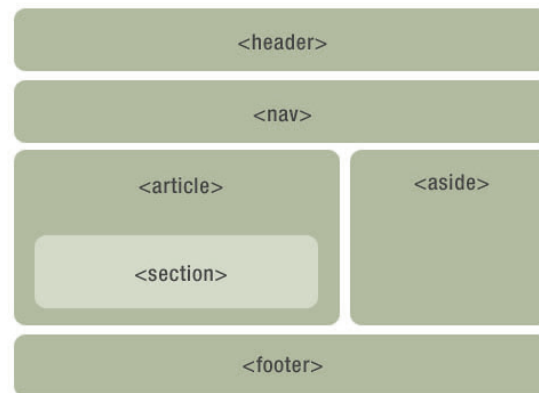 <header>
<nav>
<article>
<aside>
<section>
<footer>